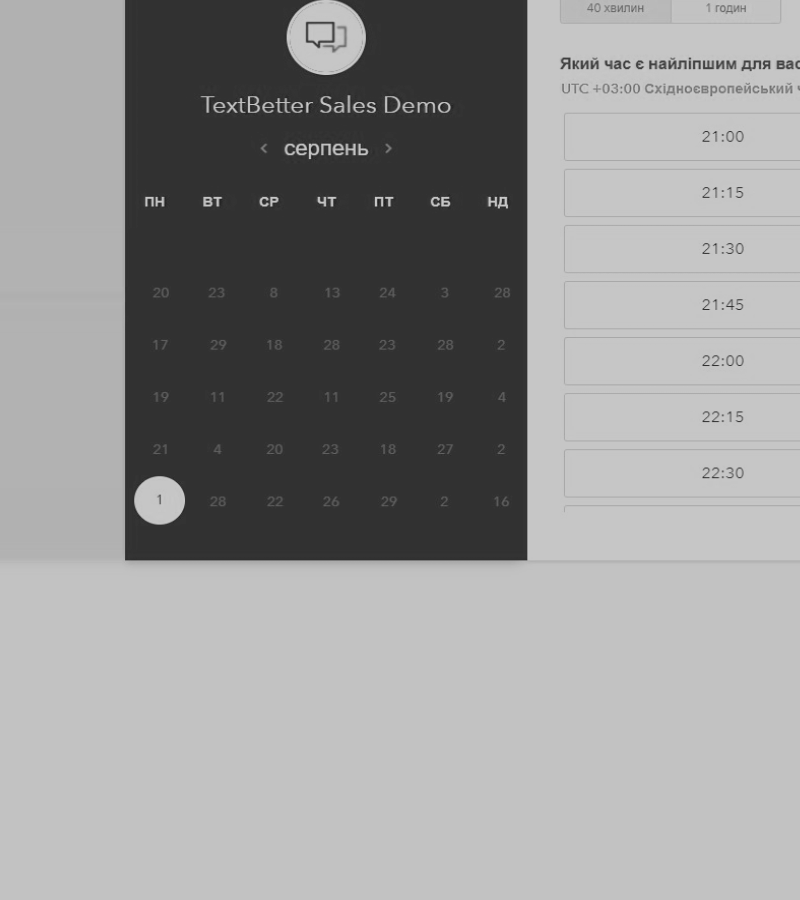 40 хвилин 1 годин
TextBetter Sales Demo
серпень
ПН ВТ СР ЧТ ПТ СБ НД
20 23 8 13 24 3 28
17 29 18 28 23 28 2
19 11 22 11 25 19 4
21 4 20 23 18 27 2
1 28 22 26 29 2 16
Який час є найліпшим для вас
UTC +03:00 Східноєвропейський ч
21:00
21:15
21:30
21:45
22:00
22:15
22:30